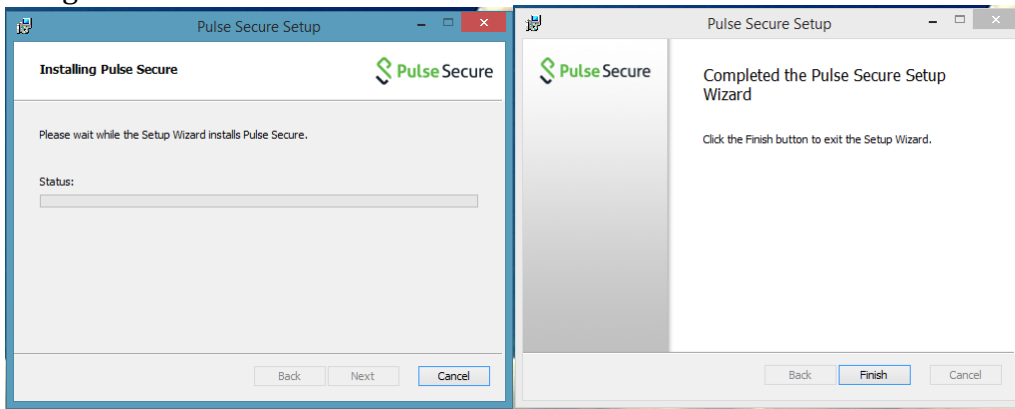 Pulse Secure Setup
Installing Pulse Secure
Pulse Secure
Please wait while the Setup Wizard installs Pulse Secure.
Status:
Back
Next
Cancel
Pulse Secure Setup
Pulse Secure
Completed the Pulse Secure Setup
Wizard
Click the Finish button to exit the Setup Wizard.
Back
Finish
Cancel